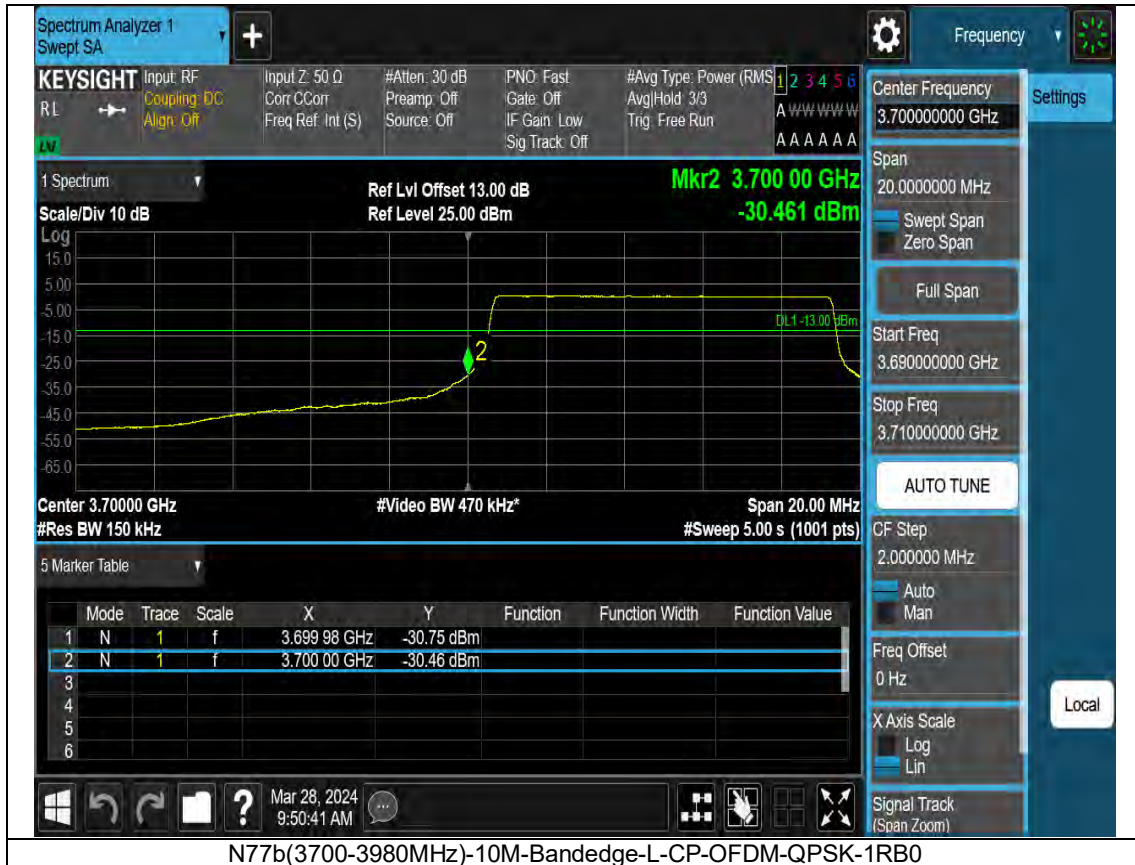 Spectrum Analyzer 1
Swept SA
+
Frequency
KEYSIGHT
RL
Input: RF
Coupling: DC
Align: Off
Input Z: 50 Ω
Corr CCorr
Freq Ref: Int (S)
#Atten: 30 dB
Preamp: Off
Source: Off
PNO: Fast
Gate: Off
IF Gain: Low
Sig Track: Off
#Avg Type: Power (RMS
Avg|Hold: 3/3
Trig: Free Run
1 2 3 4 5 6
A W W W W W
A A A A A A
1 Spectrum
Scale/Div 10 dB
Ref Lvl Offset 13.00 dB
Ref Level 25.00 dBm
Mkr2 3.700 00 GHz
-30.461 dBm
Log
15.0
5.00
-5.00
-15.0
-25.0
-35.0
-45.0
-55.0
-65.0
DL1 -13.00 dBm
2
Center 3.70000 GHz
#Res BW 150 kHz
#Video BW 470 kHz*
Span 20.00 MHz
#Sweep 5.00 s (1001 pts)
5 Marker Table
Mode Trace Scale X Y Function Function Width Function Value
1 N 1 f 3.699 98 GHz -30.75 dBm
2 N 1 f 3.700 00 GHz -30.46 dBm
3
4
5
6
?
Mar 28, 2024
9:50:41 AM
Center Frequency
3.700000000 GHz
Settings
Span
20.0000000 MHz
Swept Span
Zero Span
Full Span
Start Freq
3.690000000 GHz
Stop Freq
3.710000000 GHz
AUTO TUNE
CF Step
2.000000 MHz
Auto
Man
Freq Offset
0 Hz
X Axis Scale
Log
Lin
Local
Signal Track
(Span Zoom)
N77b(3700-3980MHz)-10M-Bandedge-L-CP-OFDM-QPSK-1RB0